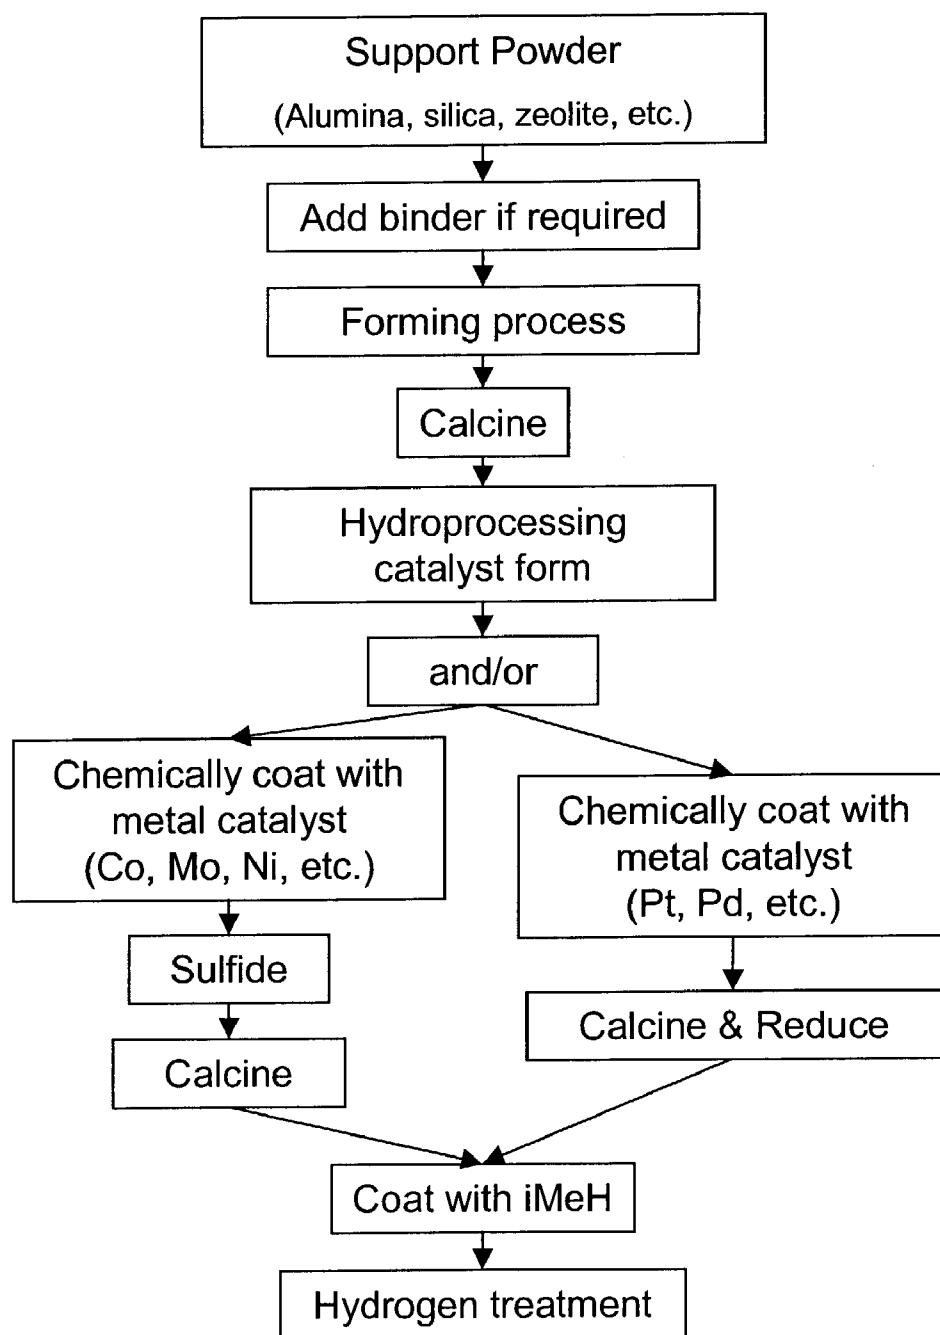 Support Powder
(Alumina, silica, zeolite, etc.)
Add binder if required
Forming process
Calcine
Hydroprocessing
catalyst form
and/or
Chemically coat with
metal catalyst
(Co, Mo, Ni, etc.)
Chemically coat with
metal catalyst
(Pt, Pd, etc.)
Sulfide
Calcine & Reduce
Calcine
Coat with iMeH
Hydrogen treatment